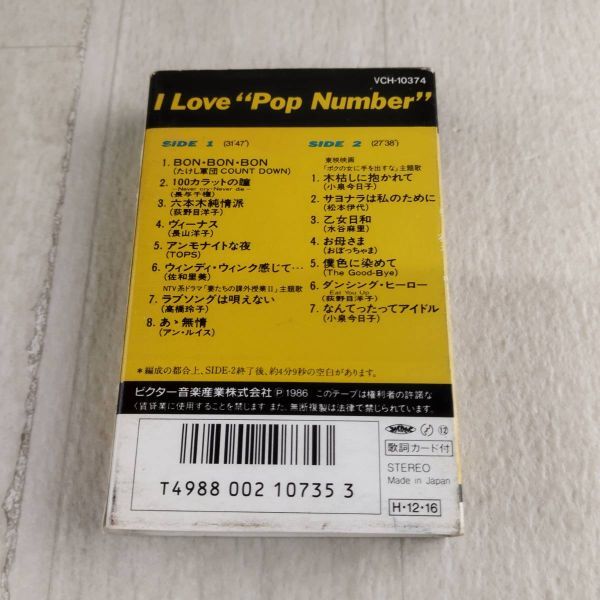 VCH-10374
I Love "Pop Number"
SIDE 1 (31'47")
1. BON・BON・BON
(たけし軍団 COUNT DOWN)
2. 100カラットの瞳
—Never cry・Never die—
(長与千種)
3. 六本木純情派
(荻野目洋子)
4. ヴィーナス
(長山洋子)
5. アンモナイトな夜
(TOPS)
6. ウィンディ・ウィンク感じて…
(佐和里美)
NTV系ドラマ「妻たちの課外授業II」主題歌
7. ラブソングは唄えない
(高橋玲子)
8. あゝ無情
(アン・ルイス)
SIDE 2 (27'38")
東映映画
「ボクの女に手を出すな」主題歌
1. 木枯しに抱かれて
(小泉今日子)
2. サヨナラは私のために
(松本伊代)
3. 乙女日和
(水谷麻里)
4. お母さま
(おぼっちゃま)
5. 僕色に染めて
(The Good-Bye)
6. ダンシング・ヒーロー
Eat You Up
(荻野目洋子)
7. なんてったってアイドル
(小泉今日子)
*編成の都合上、SIDE-2終了後、約4分9秒の空白があります。
ビクター音楽産業株式会社 Ⓟ 1986 このテープは権利者の許諾な
く賃貸業に使用することを禁じます また、無断複製は法律で禁じられています。
⑫
歌詞カード付
STEREO
Made in Japan
T4988 002 10735 3
H・12・16